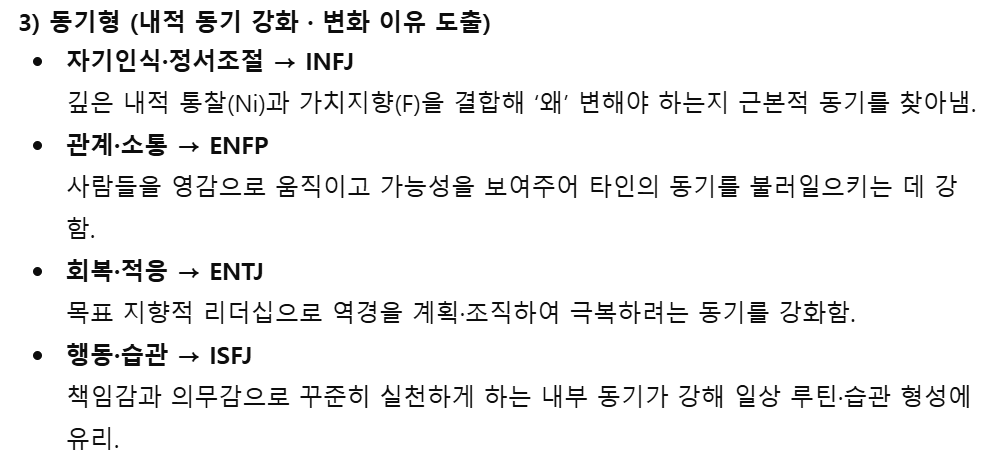 3) 동기형 (내적 동기 강화 · 변화 이유 도출)
• 자기인식·정서조절 → INFJ
깊은 내적 통찰(Ni)과 가치지향(F)을 결합해 ‘왜’ 변해야 하는지 근본적 동기를 찾아냄.
• 관계·소통 → ENFP
사람들을 영감으로 움직이고 가능성을 보여주어 타인의 동기를 불러일으키는 데 강
함.
• 회복·적응 → ENTJ
목표 지향적 리더십으로 역경을 계획·조직하여 극복하려는 동기를 강화함.
• 행동·습관 → ISFJ
책임감과 의무감으로 꾸준히 실천하게 하는 내부 동기가 강해 일상 루틴·습관 형성에
유리.